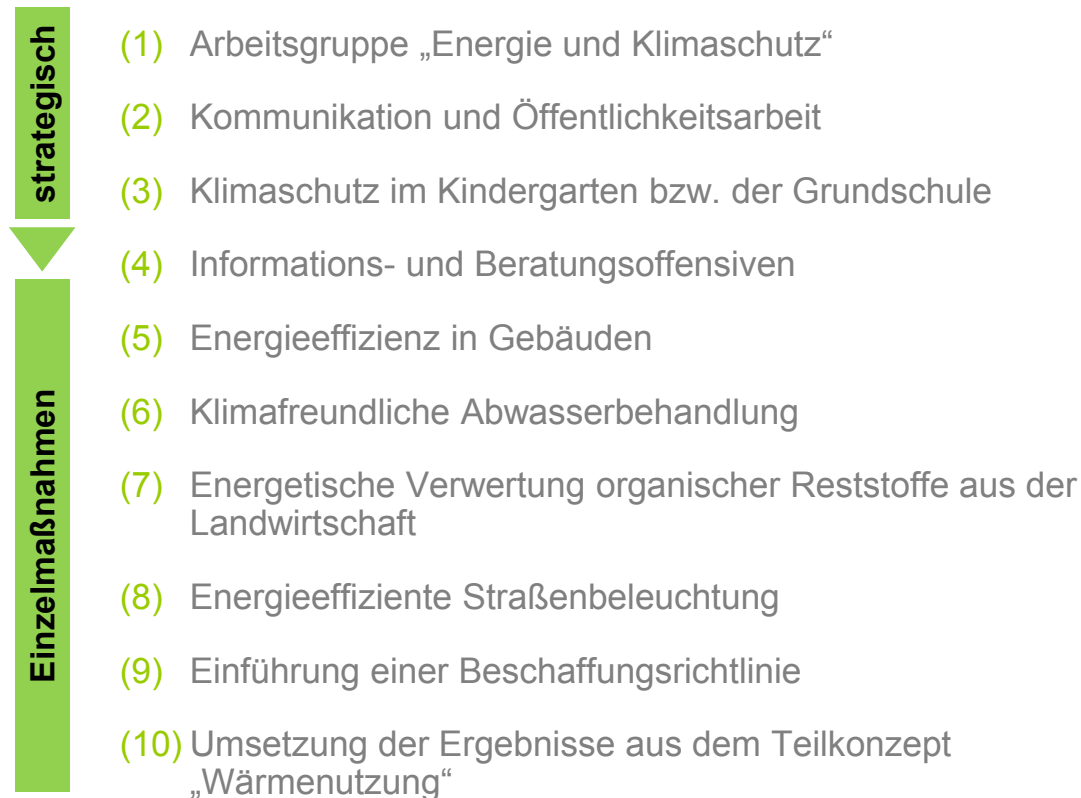 strategisch
(1) Arbeitsgruppe „Energie und Klimaschutz“
(2) Kommunikation und Öffentlichkeitsarbeit
(3) Klimaschutz im Kindergarten bzw. der Grundschule
(4) Informations- und Beratungsoffensiven
Einzelmaßnahmen
(5) Energieeffizienz in Gebäuden
(6) Klimafreundliche Abwasserbehandlung
(7) Energetische Verwertung organischer Reststoffe aus der
Landwirtschaft
(8) Energieeffiziente Straßenbeleuchtung
(9) Einführung einer Beschaffungsrichtlinie
(10) Umsetzung der Ergebnisse aus dem Teilkonzept
„Wärmenutzung“